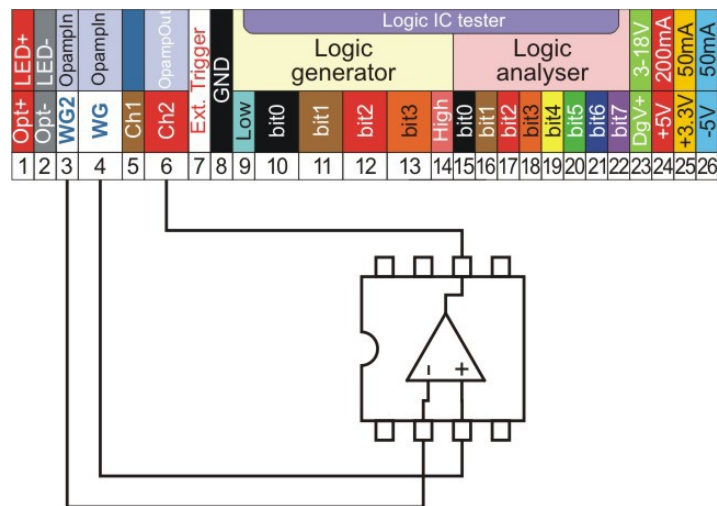 Logic IC tester
LED+ LED- OpampIn OpampIn OpampOut Ext. Trigger GND Logic generator Logic analyser 3-18V 200mA 50mA 50mA
Opt+ Opt- WG2 WG Ch1 Ch2 Low bit0 bit1 bit2 bit3 High bit0 bit1 bit2 bit3 bit4 bit5 bit6 bit7 DgV+ +5V +3.3V -5V
1 2 3 4 5 6 7 8 9 10 11 12 13 14 15 16 17 18 19 20 21 22 23 24 25 26
- +